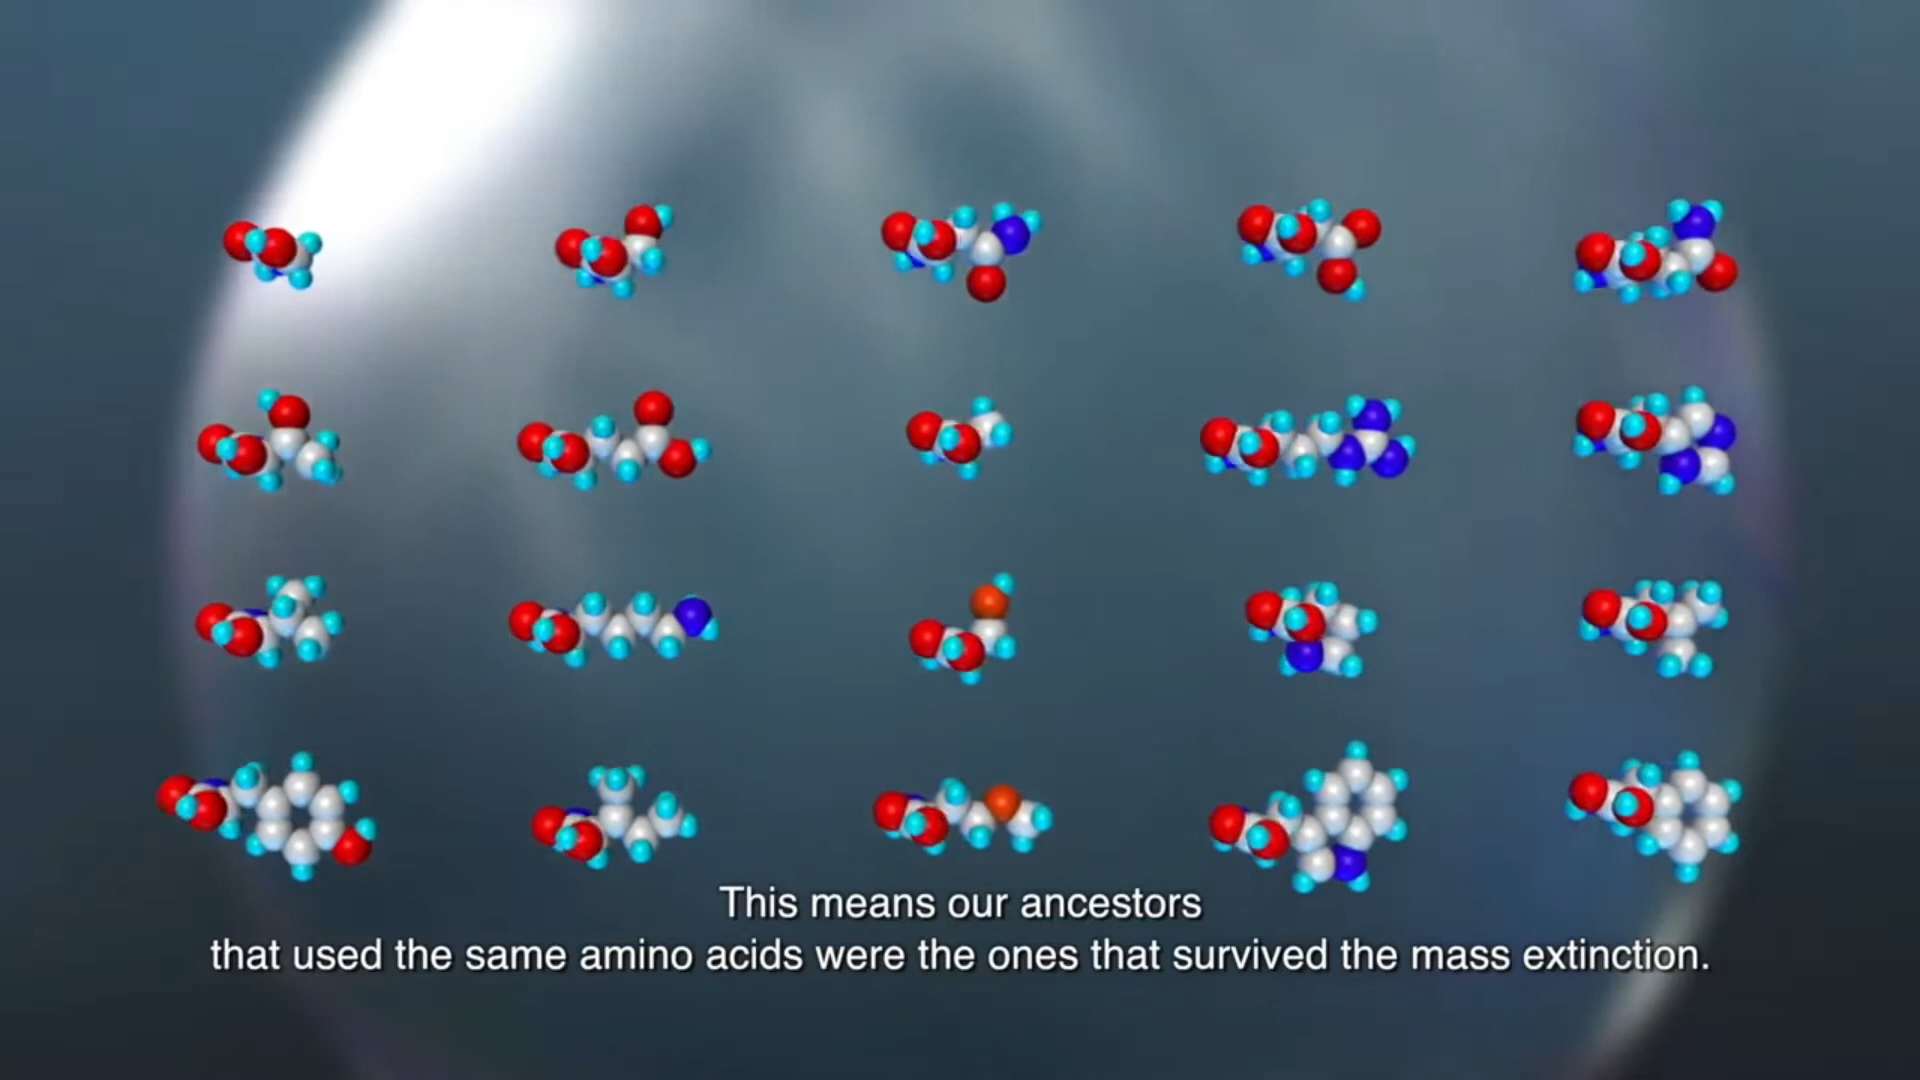 This means our ancestors
that used the same amino acids were the ones that survived the mass extinction.